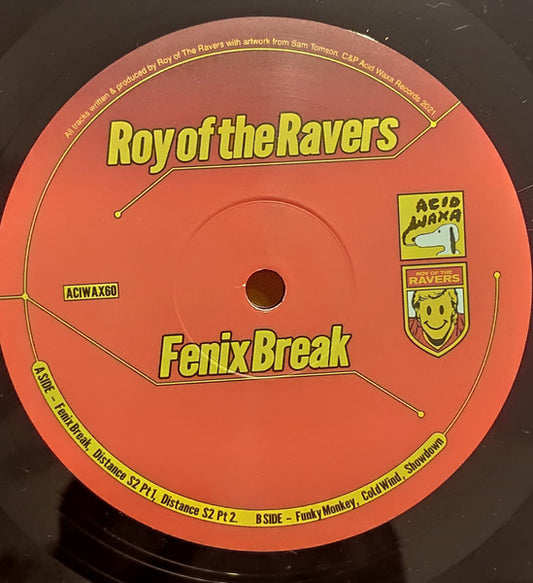 All tracks written & produced by Roy of The Ravers with artwork from Sam Tomson. C&P Acid Waxa Records 2021
Roy of the Ravers
ACID
WAXA
ROY OF THE
RAVERS
ACIWAX60
Fenix Break
A SIDE - Fenix Break, Distance S2 Pt 1. Distance S2 Pt 2. B SIDE - Funky Monkey, Cold Wind, Showdown